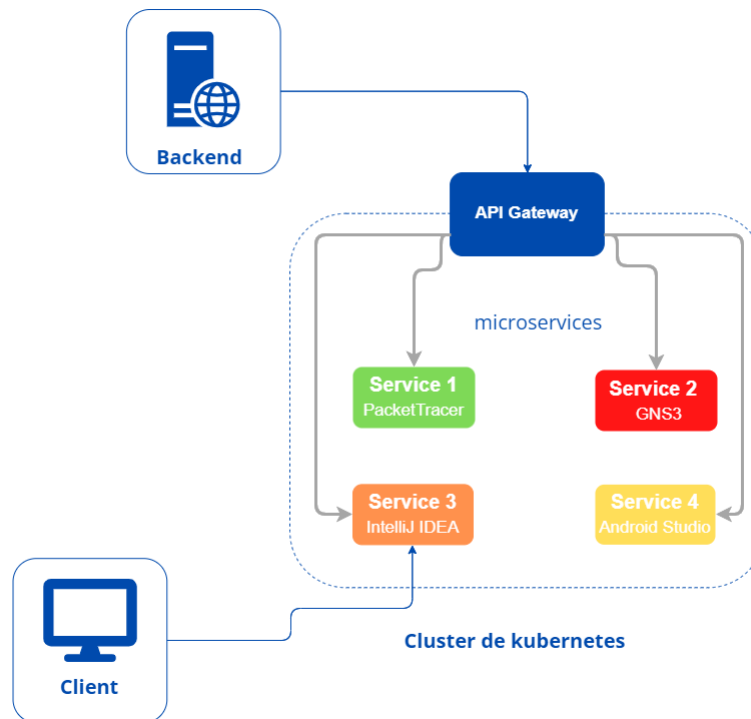 Backend
API Gateway
microservices
Service 1
PacketTracer
Service 2
GNS3
Service 3
IntelliJ IDEA
Service 4
Android Studio
Cluster de kubernetes
Client